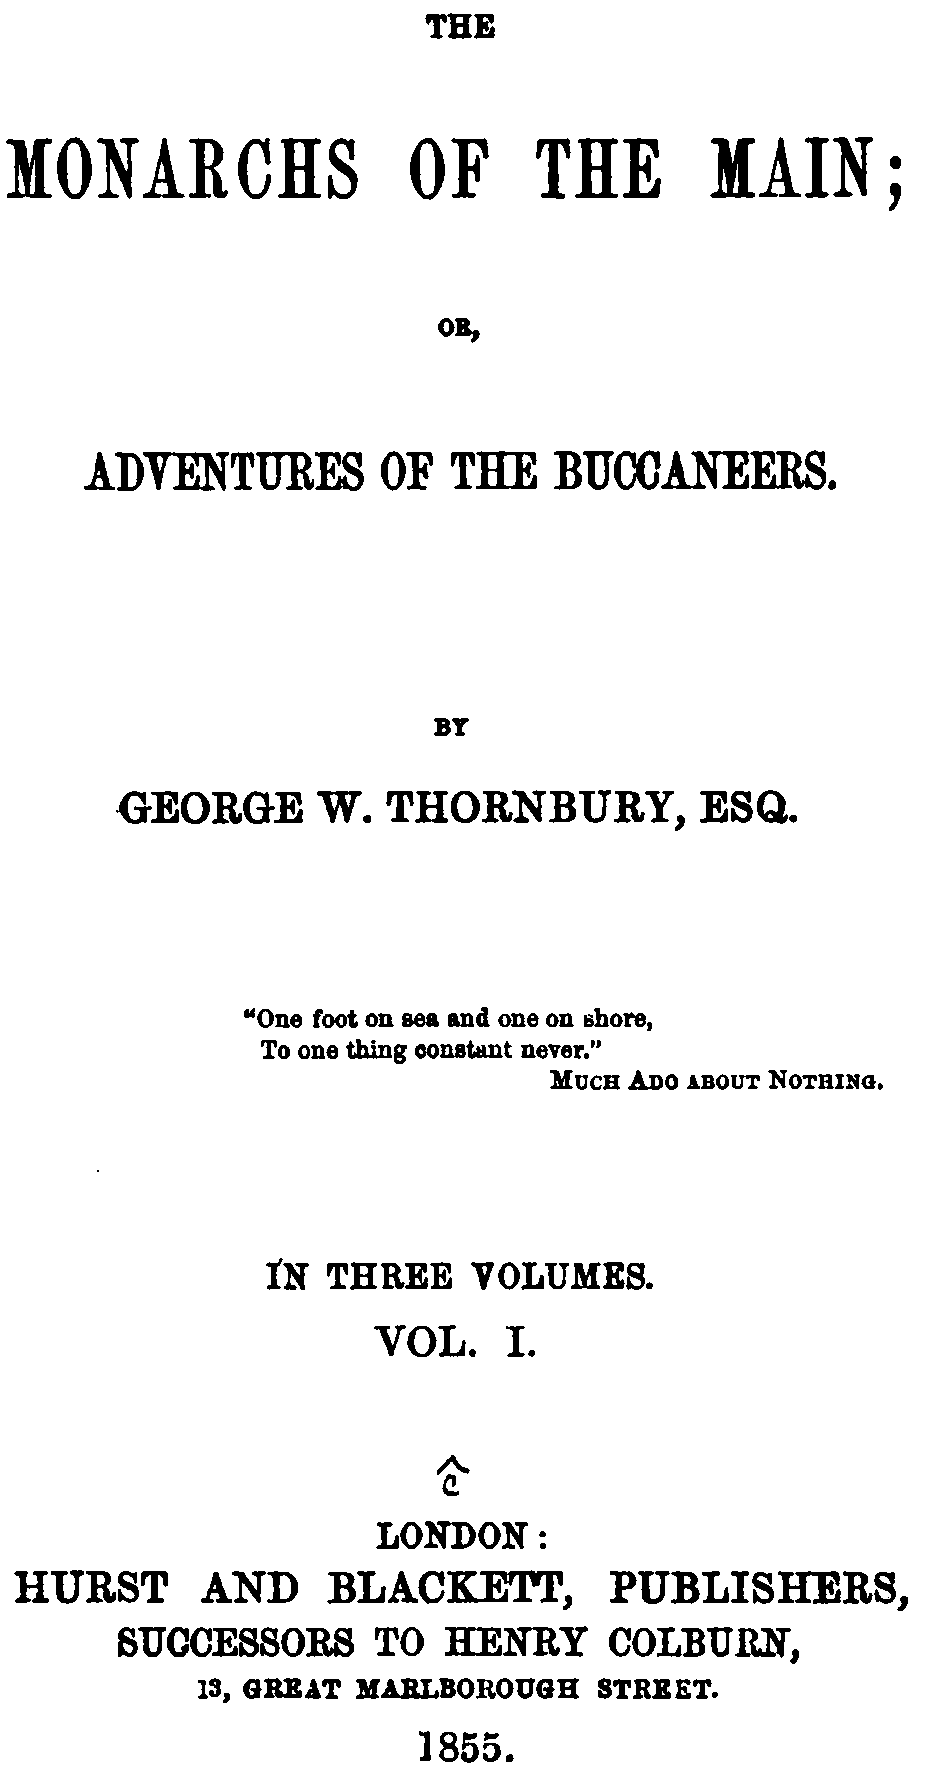 THE
MONARCHS OF THE MAIN;
OR,
ADVENTURES OF THE BUCCANEERS.
BY
GEORGE W. THORNBURY, ESQ.
"One foot on sea and one on shore,
To one thing constant never."
MUCH ADO ABOUT NOTHING.
IN THREE VOLUMES.
VOL. I.
C
LONDON:
HURST AND BLACKETT, PUBLISHERS,
SUCCESSORS TO HENRY COLBURN,
13, GREAT MARLBOROUGH STREET.
1855.